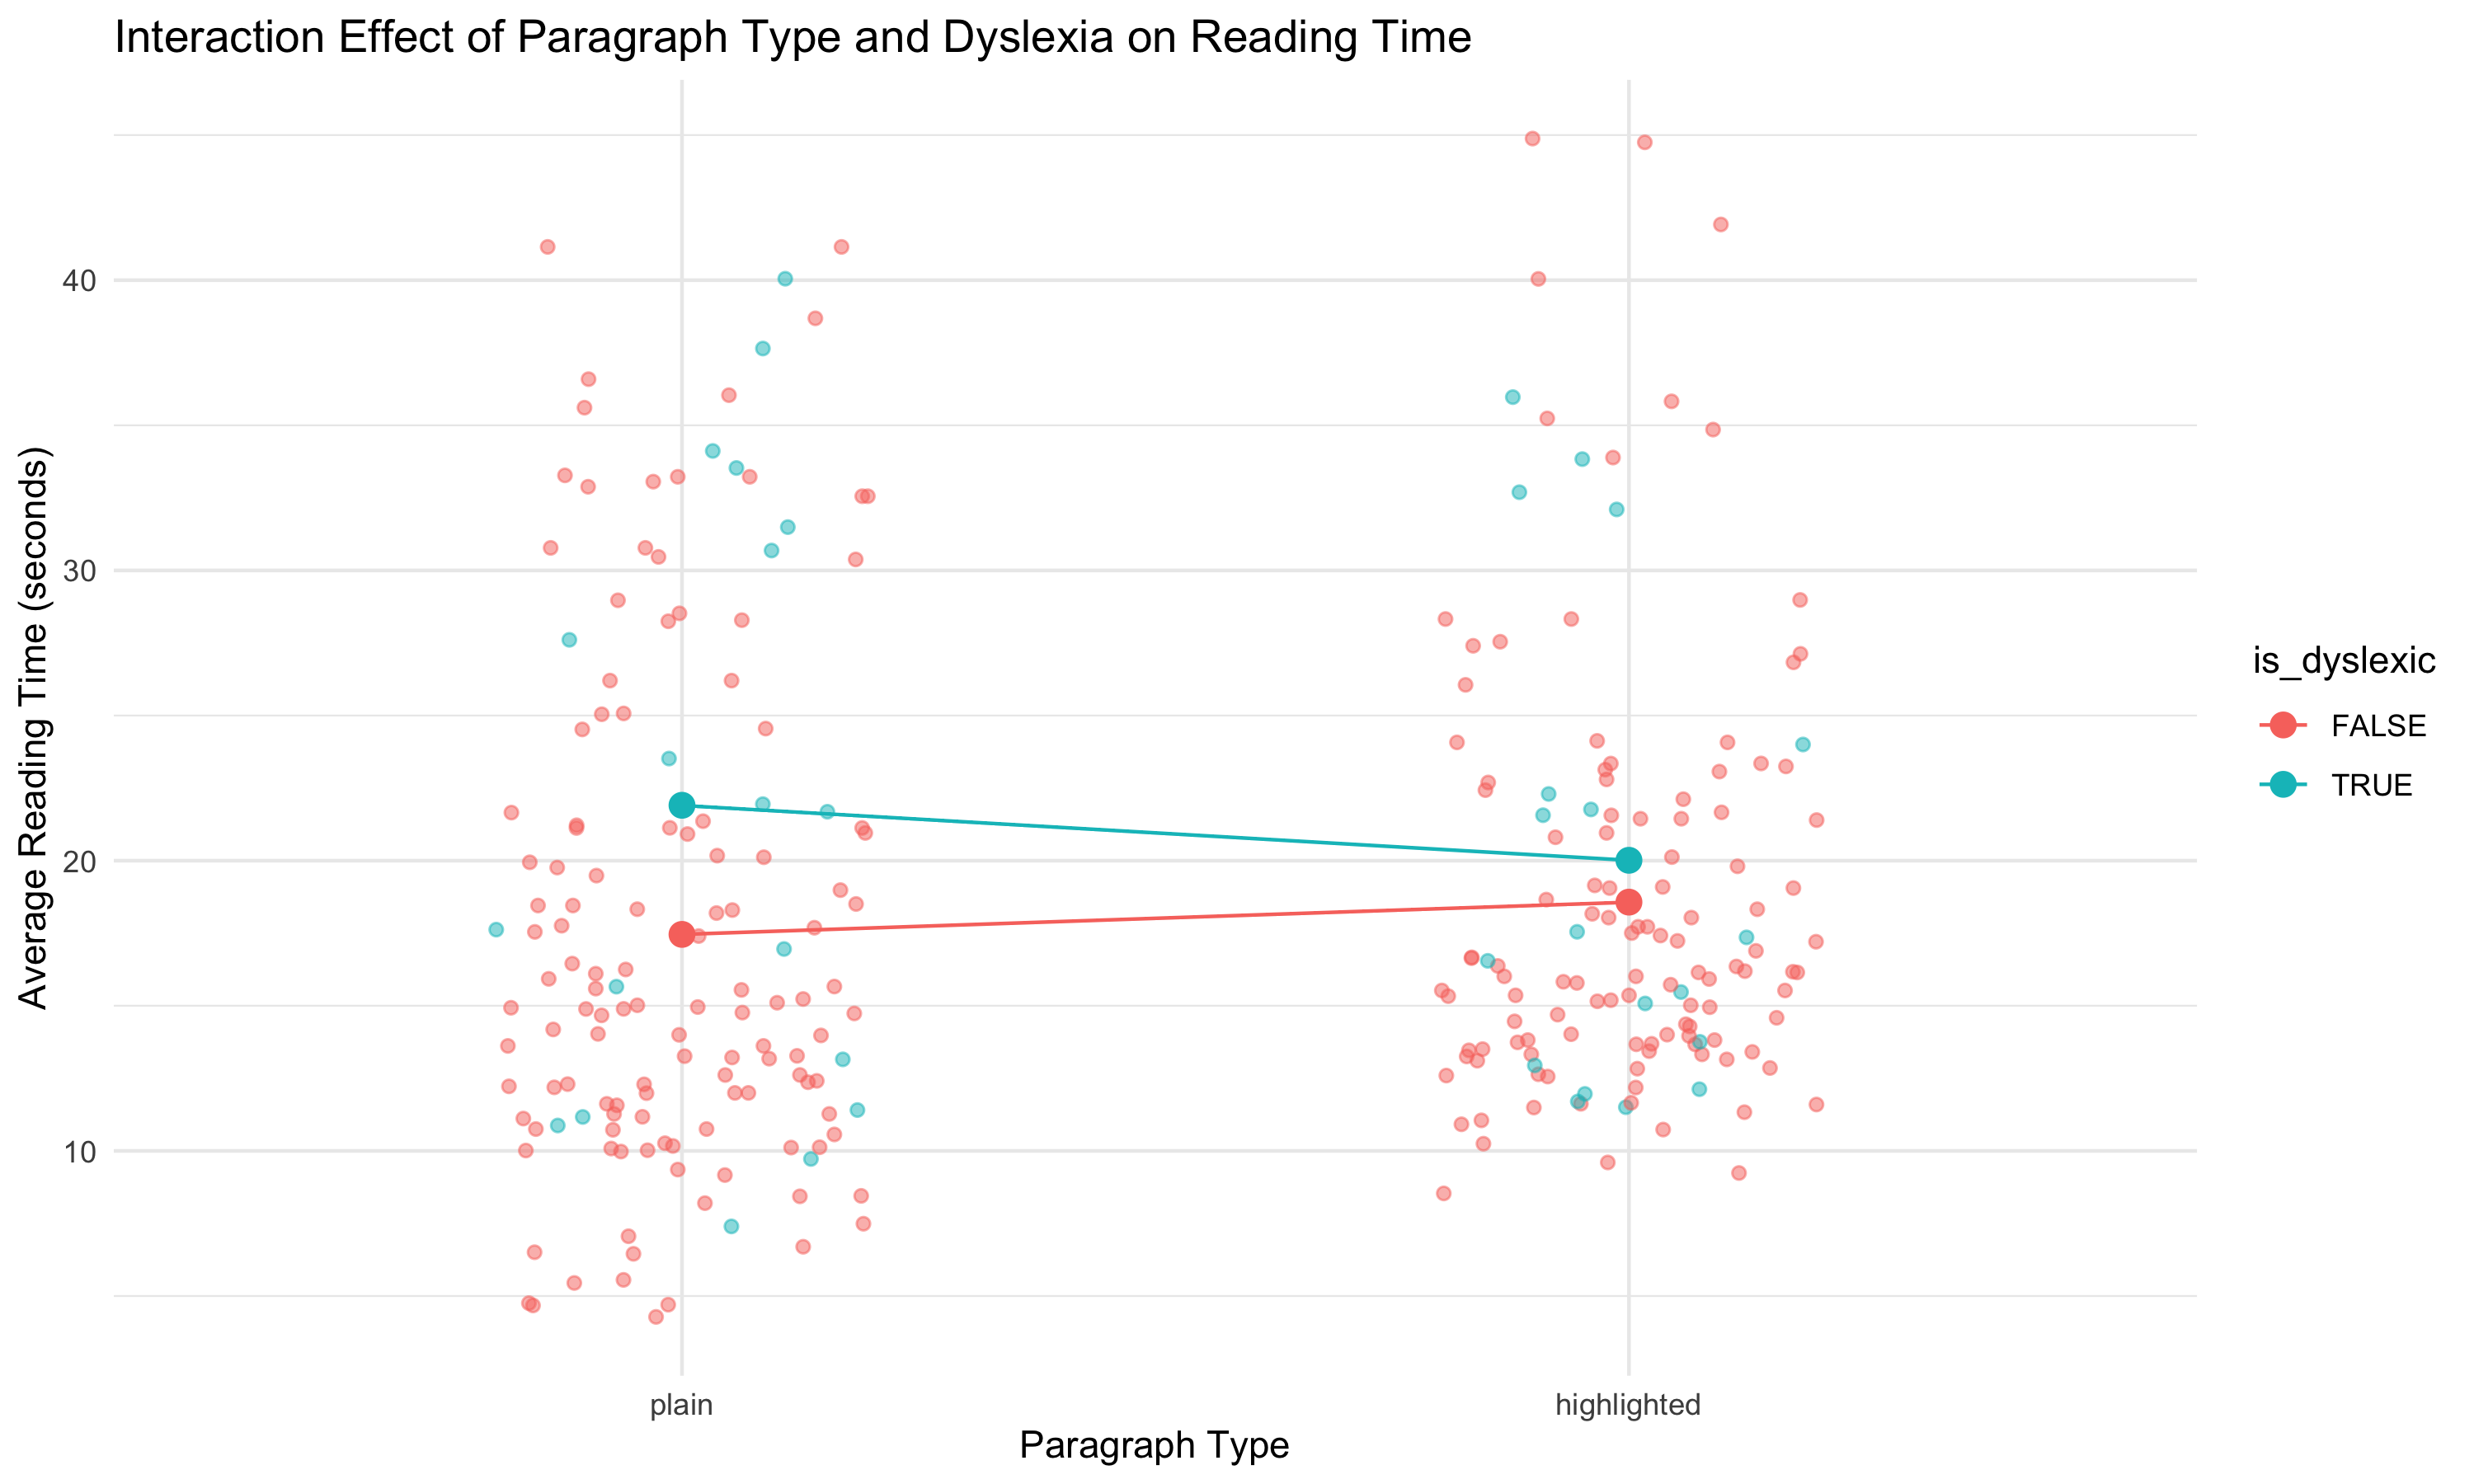 Interaction Effect of Paragraph Type and Dyslexia on Reading Time
Average Reading Time (seconds)
40
30
20
10
plain
highlighted
Paragraph Type
is_dyslexic
FALSE
TRUE